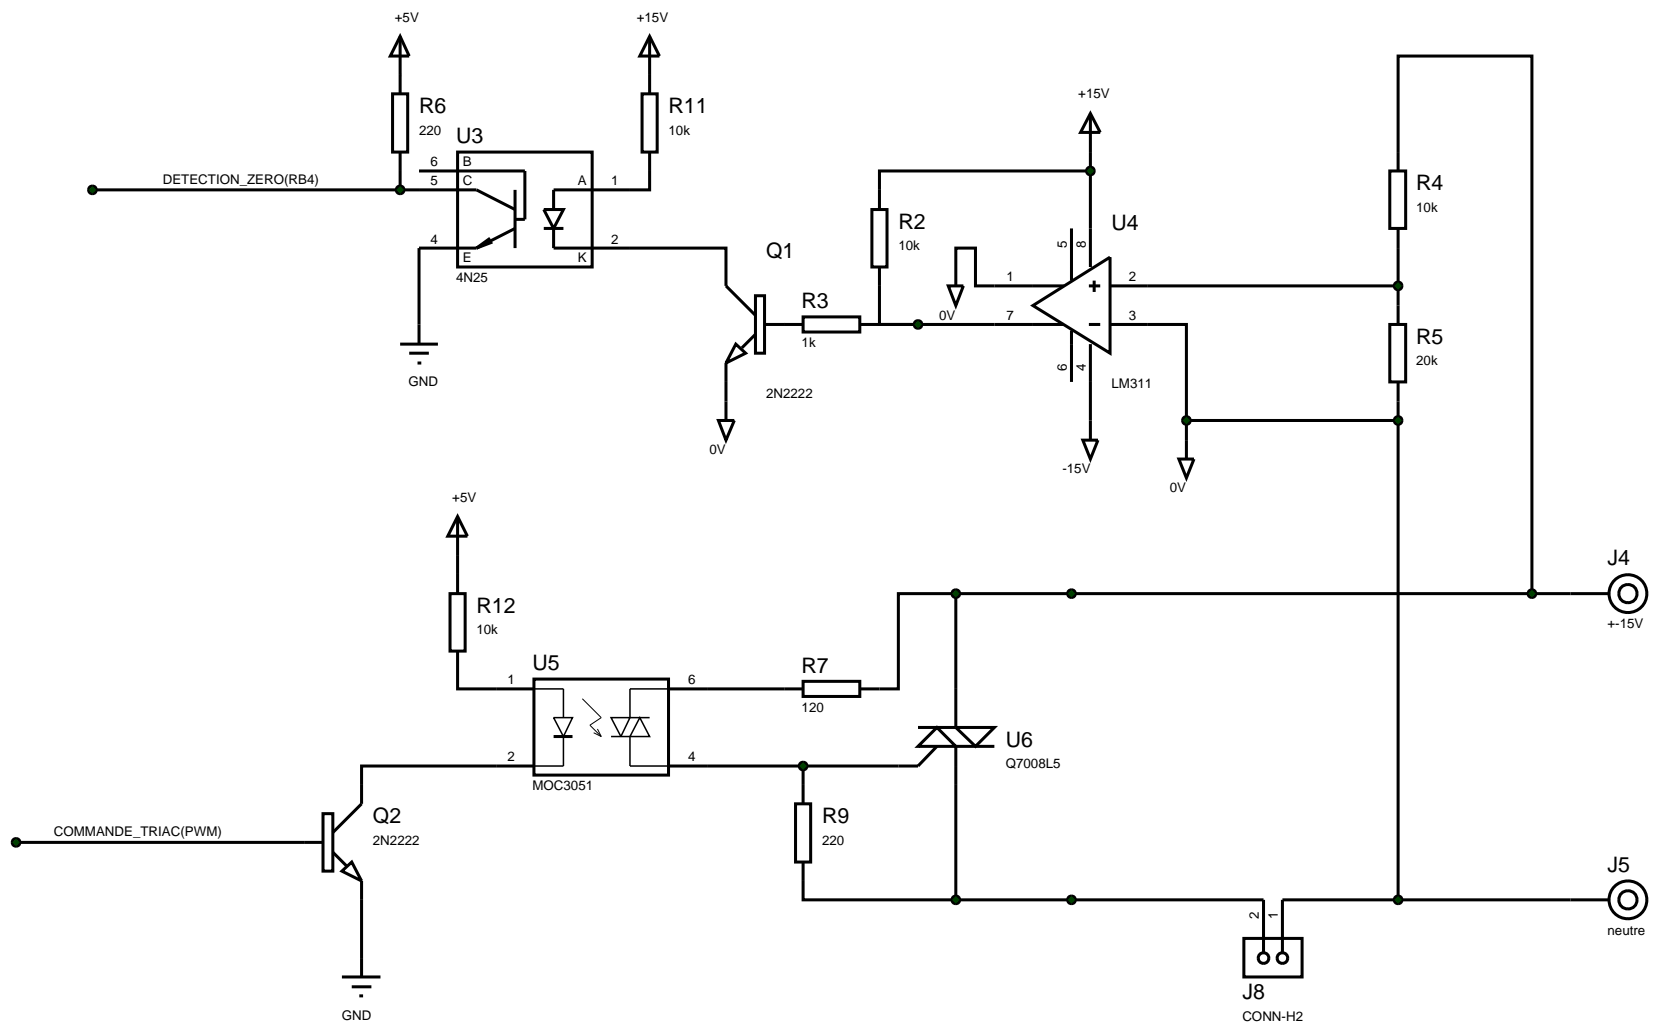 +5V
+15V
R6
220
R11
10k
U3
6
B
5
C
4
E
A
1
K
2
4N25
DETECTION_ZERO(RB4)
GND
Q1
2N2222
0V
R3
1k
R2
10k
+15V
U4
LM311
5
8
1
7
6
4
2
3
+
−
0V
-15V
0V
R4
10k
R5
20k
+5V
R12
10k
U5
1
2
6
4
MOC3051
R7
120
U6
Q7008L5
R9
220
COMMANDE_TRIAC(PWM)
Q2
2N2222
GND
J4
+-15V
J5
neutre
2
1
J8
CONN-H2